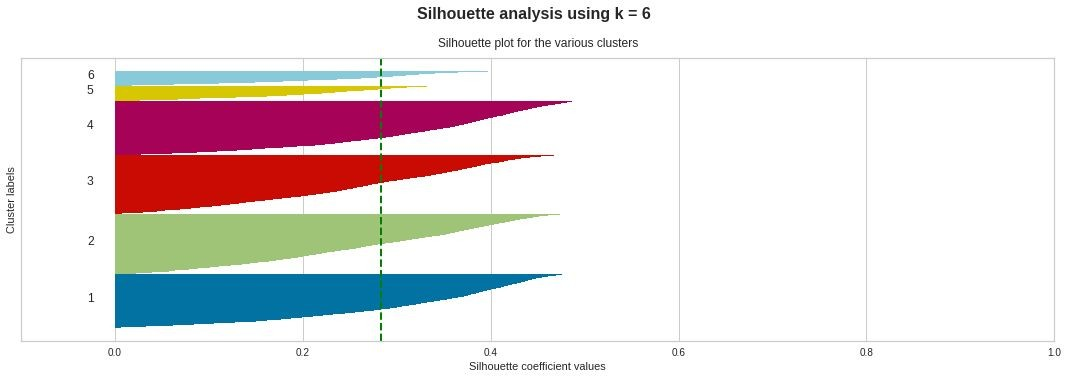 Silhouette analysis using k = 6
Silhouette plot for the various clusters
6
5
4
3
2
1
Cluster labels
0.0 0.2 0.4 0.6 0.8 1.0
Silhouette coefficient values